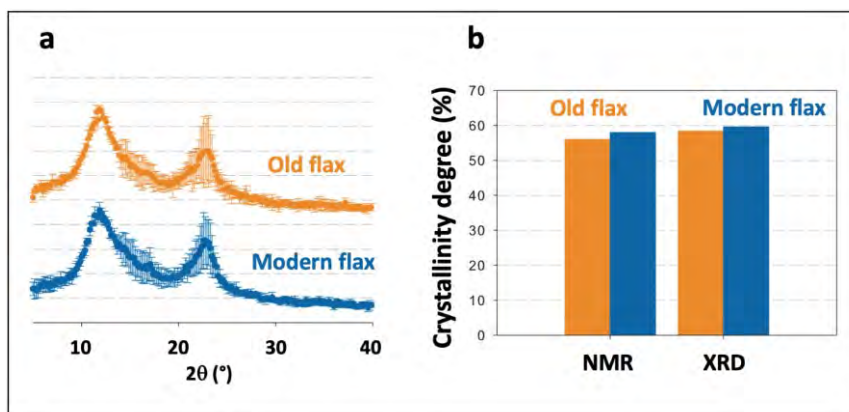 a
Old flax
Modern flax
10 20 30 40
2θ (°)
b
Crystallinity degree (%)
70
60
50
40
30
20
10
0
Old flax Modern flax
NMR XRD